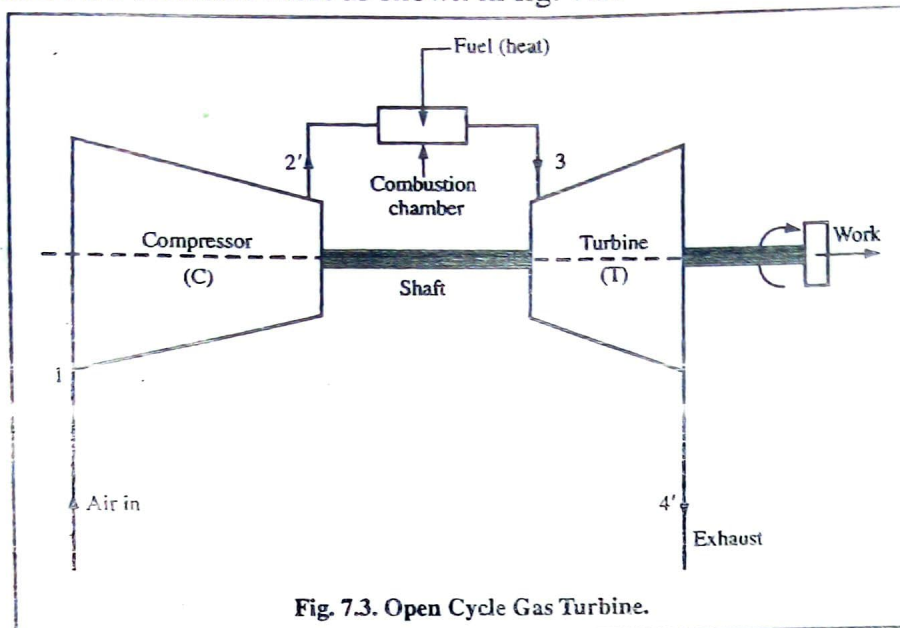 Fuel (heat)
2'
3
Combustion
chamber
Compressor
(C)
Shaft
Turbine
(T)
Work
1
Air in
4'
Exhaust
Fig. 7.3. Open Cycle Gas Turbine.